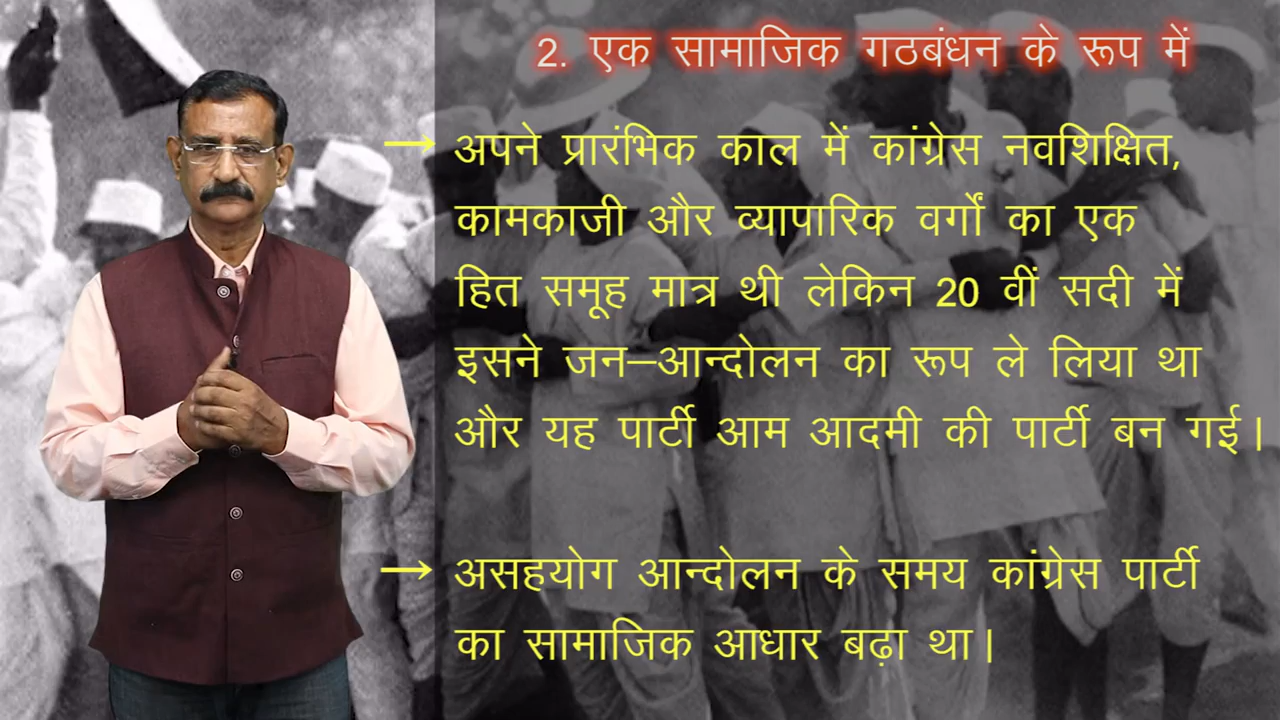 2. एक सामाजिक गठबंधन के रूप में
→ अपने प्रारंभिक काल में कांग्रेस नवशिक्षित,
कामकाजी और व्यापारिक वर्गों का एक
हित समूह मात्र थी लेकिन 20 वीं सदी में
इसने जन–आन्दोलन का रूप ले लिया था
और यह पार्टी आम आदमी की पार्टी बन गई।
→ असहयोग आन्दोलन के समय कांग्रेस पार्टी
का सामाजिक आधार बढ़ा था।